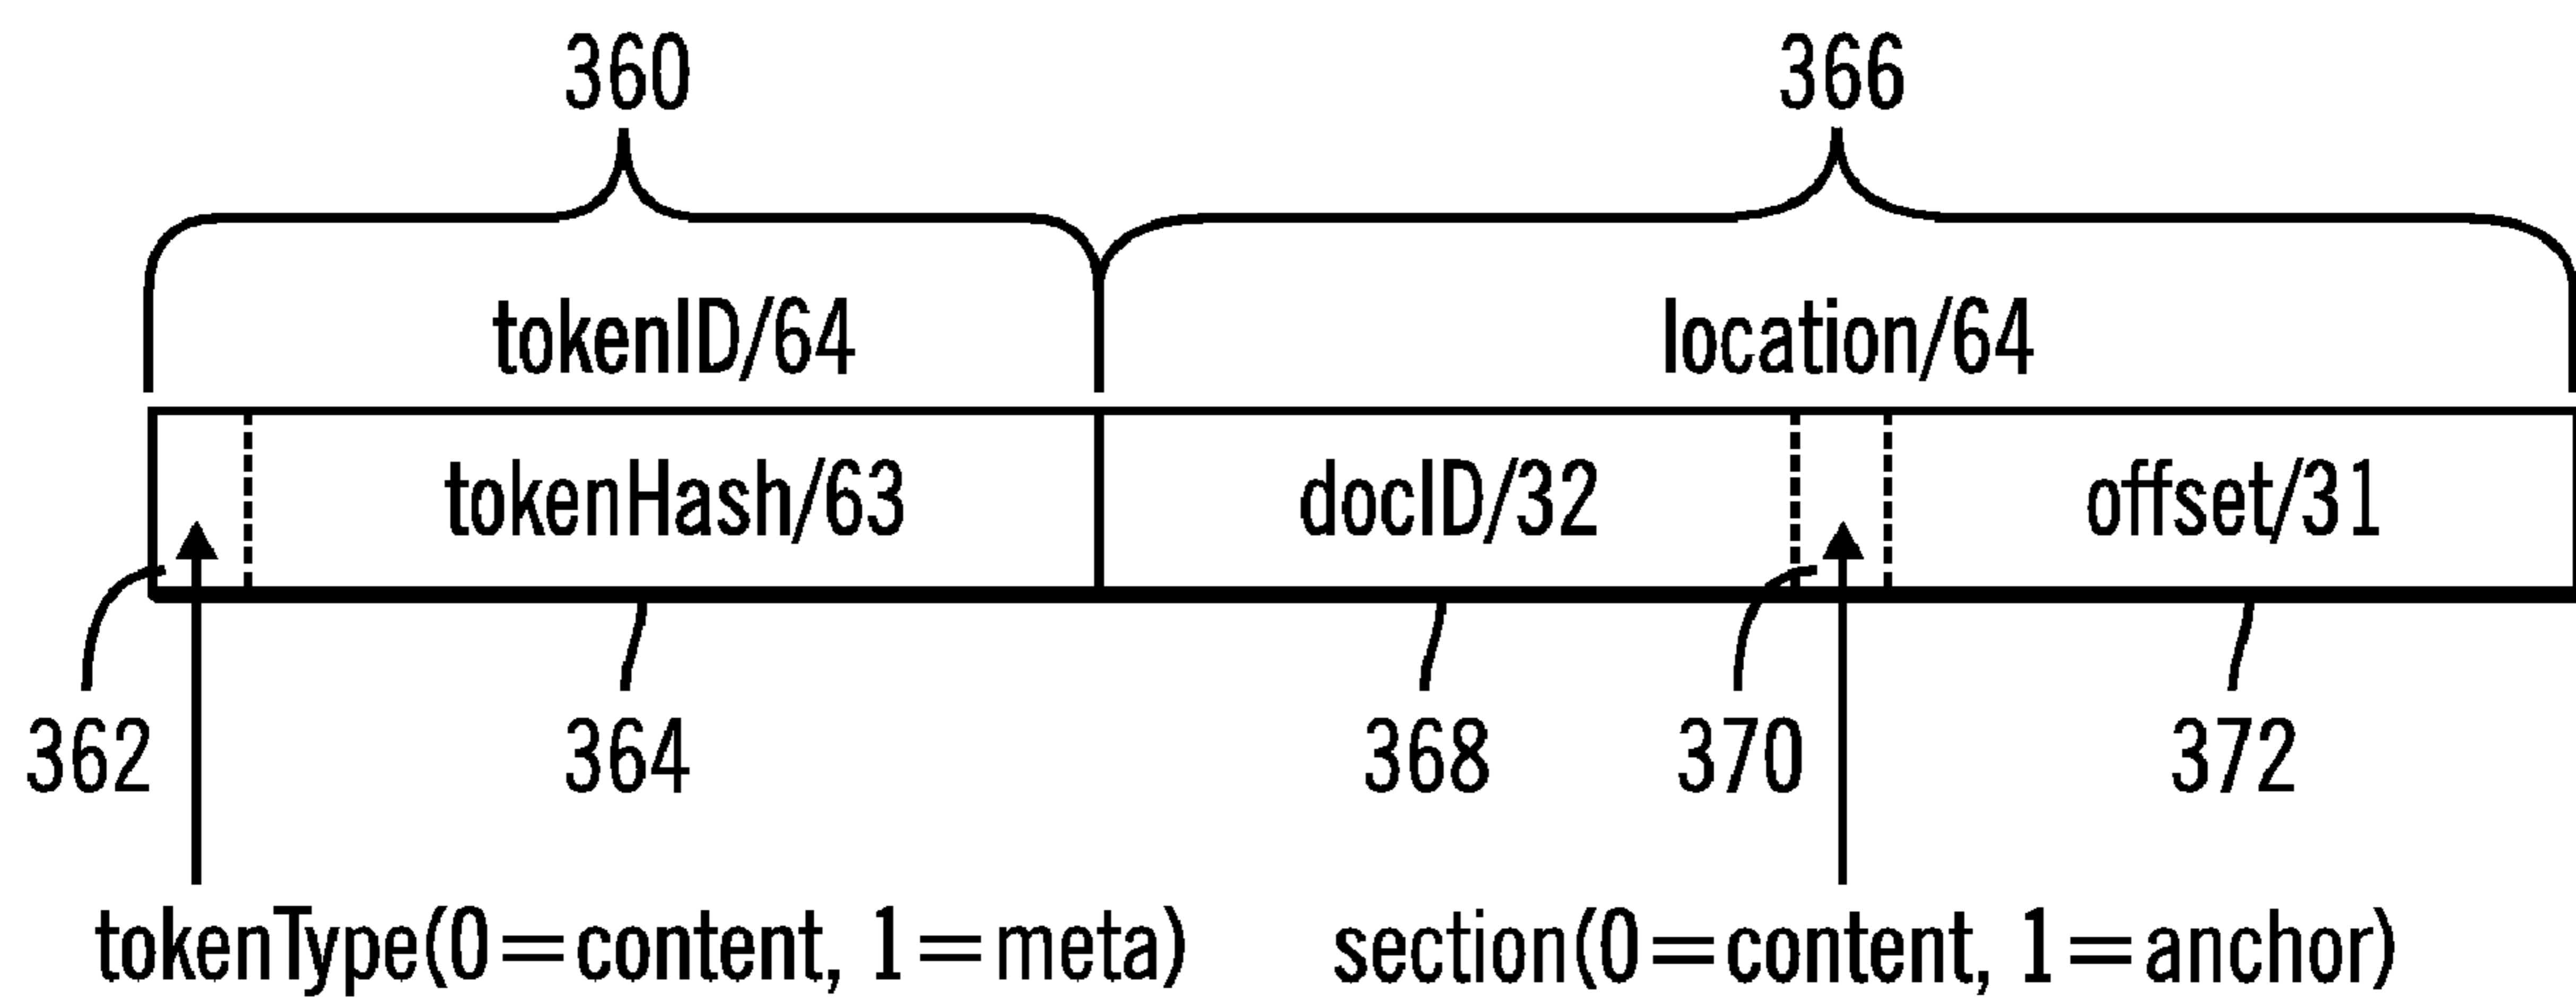 360 366
tokenID/64 location/64
tokenHash/63 docID/32 offset/31
362 364 368 370 372
tokenType(0=content, 1=meta) section(0=content, 1=anchor)